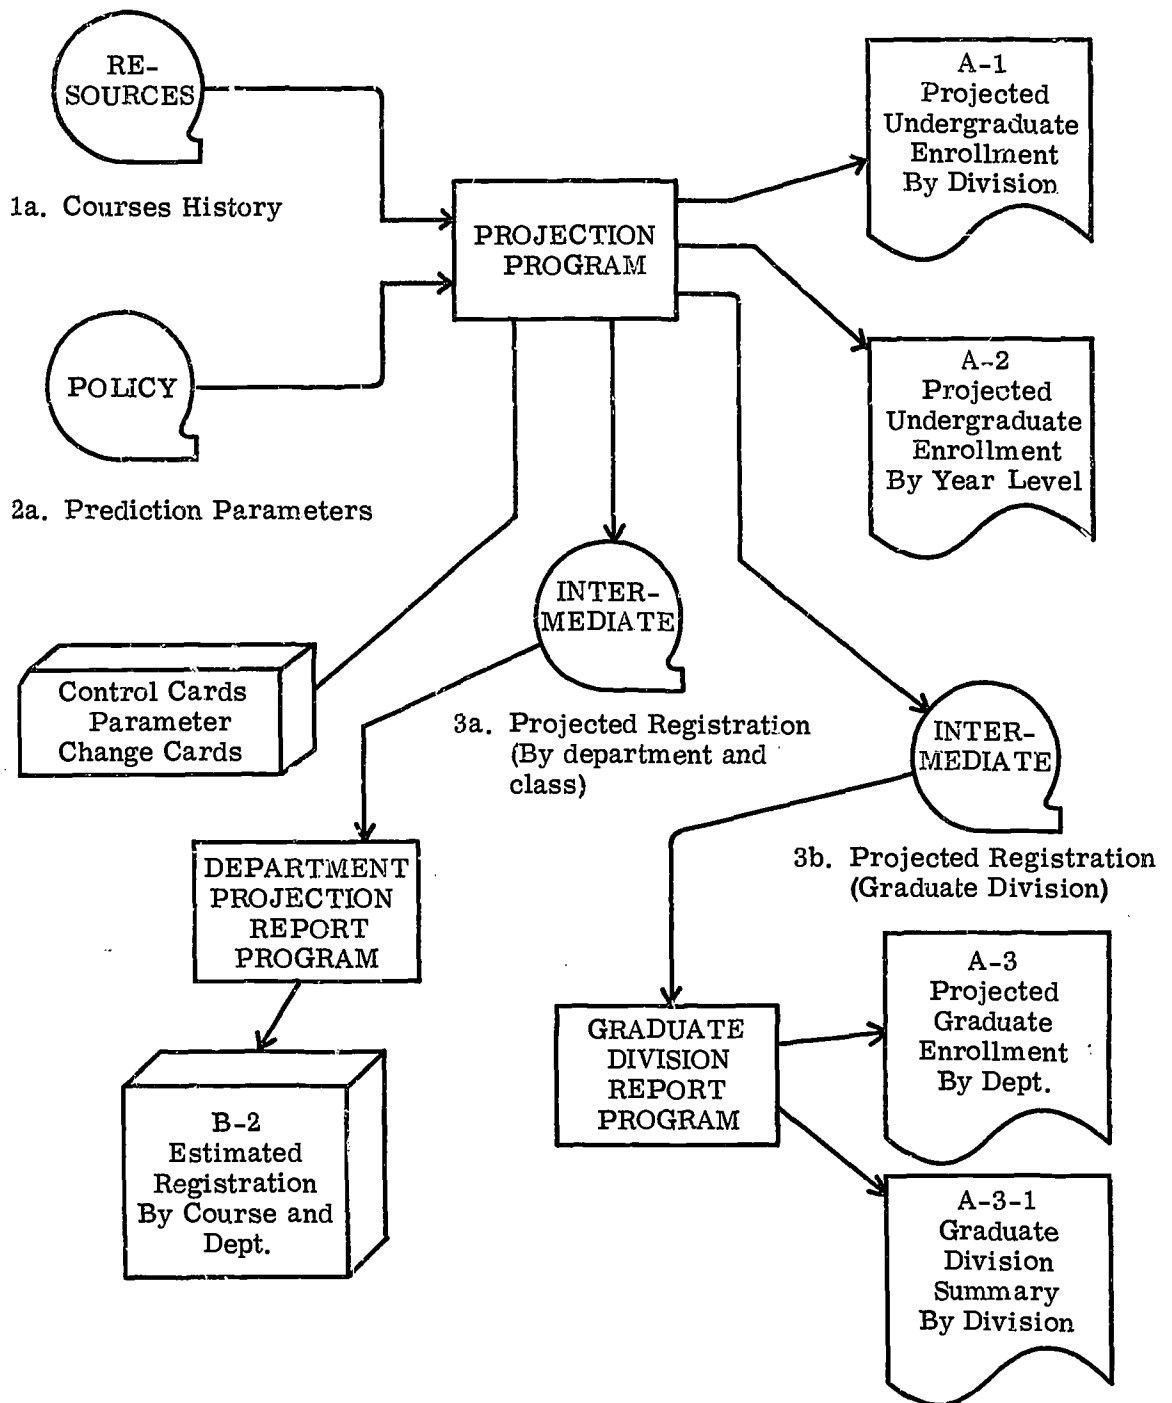 RE-
SOURCES
1a. Courses History
POLICY
2a. Prediction Parameters
PROJECTION
PROGRAM
A-1
Projected
Undergraduate
Enrollment
By Division
A-2
Projected
Undergraduate
Enrollment
By Year Level
Control Cards
Parameter
Change Cards
INTER-
MEDIATE
3a. Projected Registration
(By department and
class)
INTER-
MEDIATE
3b. Projected Registration
(Graduate Division)
DEPARTMENT
PROJECTION
REPORT
PROGRAM
B-2
Estimated
Registration
By Course and
Dept.
GRADUATE
DIVISION
REPORT
PROGRAM
A-3
Projected
Graduate
Enrollment
By Dept.
A-3-1
Graduate
Division
Summary
By Division